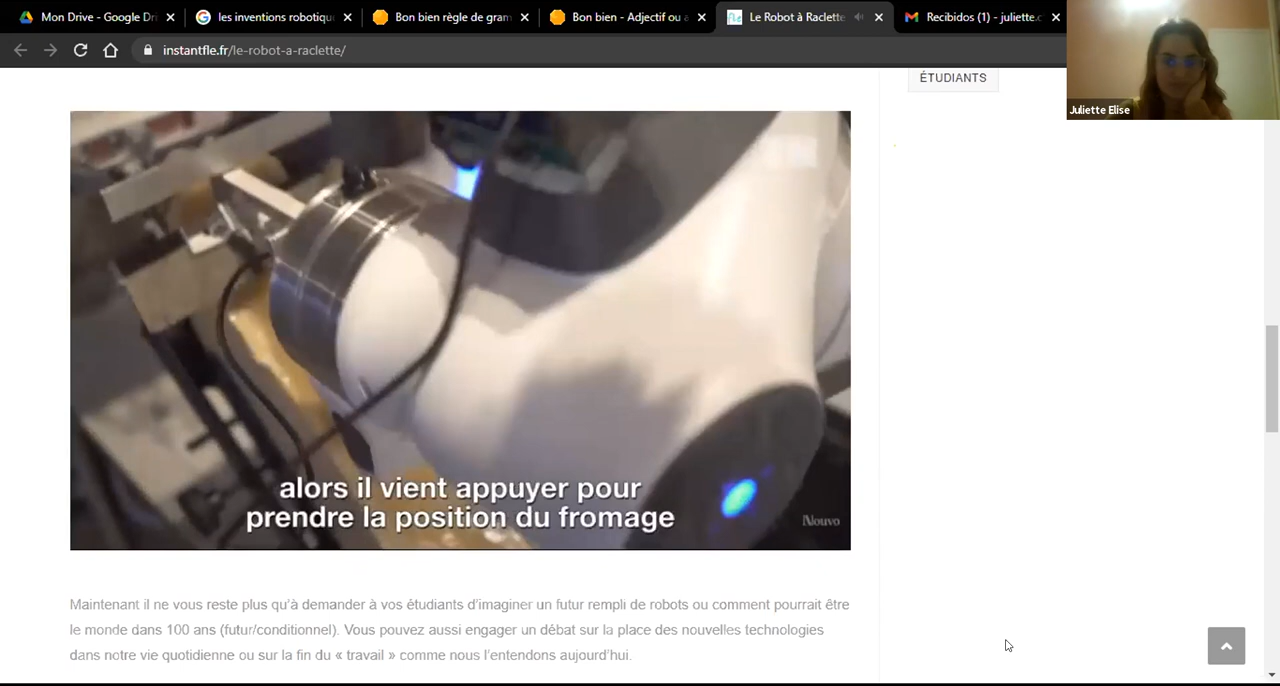 Mon Drive - Google Dri
les inventions robotiqu
Bon bien règle de gram
Bon bien - Adjectif ou a
Le Robot à Raclette
Recibidos (1) - juliette.c
instantfle.fr/le-robot-a-raclette/
Juliette Elise
ÉTUDIANTS
alors il vient appuyer pour
prendre la position du fromage
Nouvo
Maintenant il ne vous reste plus qu'à demander à vos étudiants d'imaginer un futur rempli de robots ou comment pourrait être
le monde dans 100 ans (futur/conditionnel). Vous pouvez aussi engager un débat sur la place des nouvelles technologies
dans notre vie quotidienne ou sur la fin du « travail » comme nous l'entendons aujourd'hui.